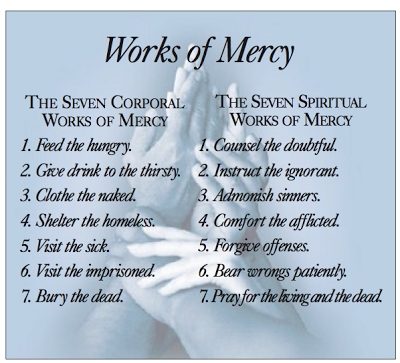 Works of Mercy
THE SEVEN CORPORAL
WORKS OF MERCY
1. Feed the hungry.
2. Give drink to the thirsty.
3. Clothe the naked.
4. Shelter the homeless.
5. Visit the sick.
6. Visit the imprisoned.
7. Bury the dead.
THE SEVEN SPIRITUAL
WORKS OF MERCY
1. Counsel the doubtful.
2. Instruct the ignorant.
3. Admonish sinners.
4. Comfort the afflicted.
5. Forgive offenses.
6. Bear wrongs patiently.
7. Pray for the living and the dead.